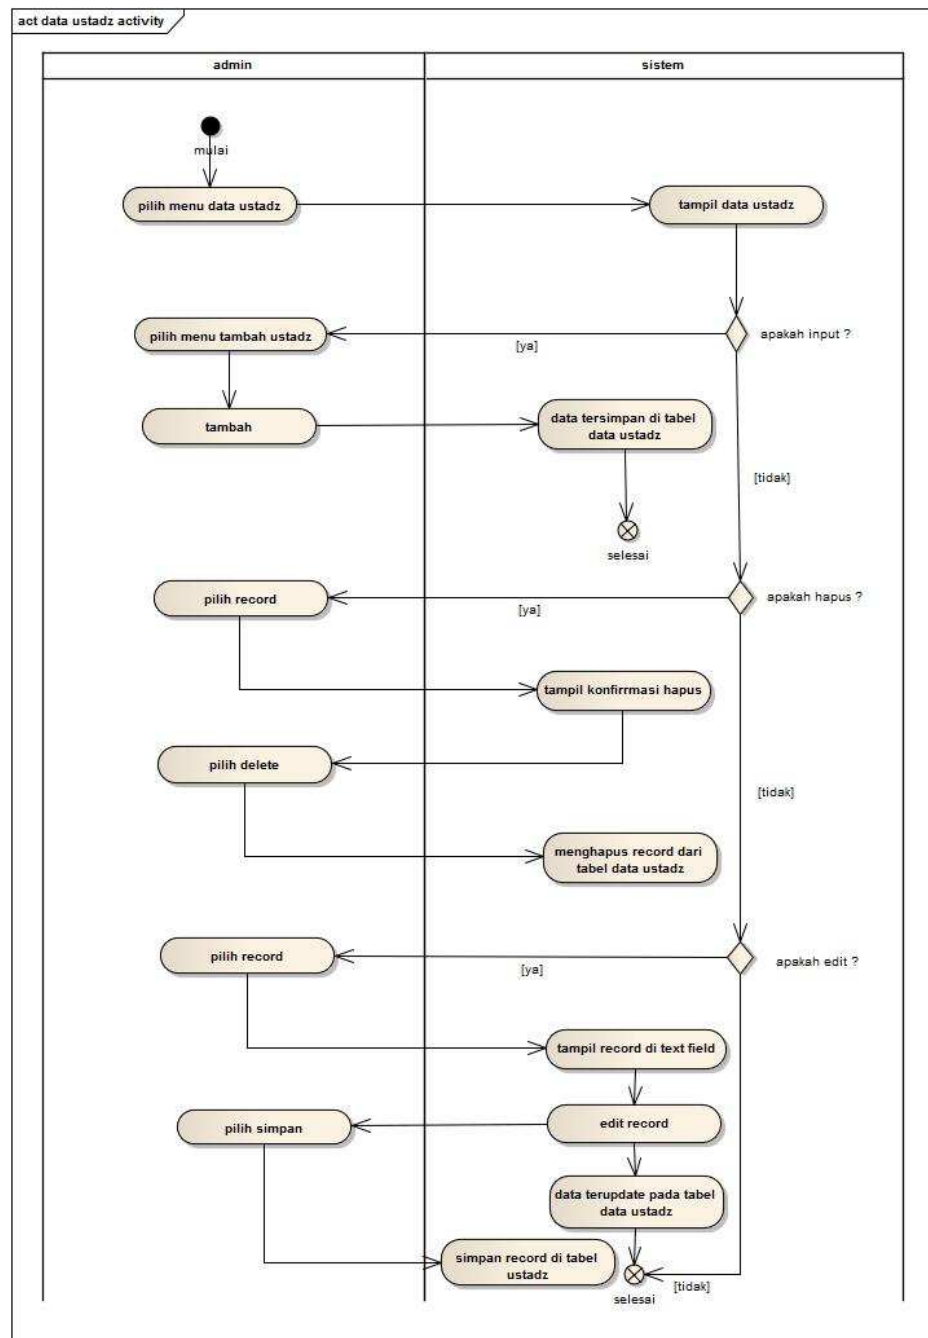 act data ustadz activity
admin
sistem
mulai
pilih menu data ustadz
tampil data ustadz
pilih menu tambah ustadz
[ya]
apakah input ?
tambah
data tersimpan di tabel
data ustadz
[tidak]
selesai
pilih record
[ya]
apakah hapus ?
tampil konfirrmasi hapus
pilih delete
[tidak]
menghapus record dari
tabel data ustadz
pilih record
[ya]
apakah edit ?
tampil record di text field
pilih simpan
edit record
data terupdate pada tabel
data ustadz
simpan record di tabel
ustadz
[tidak]
selesai